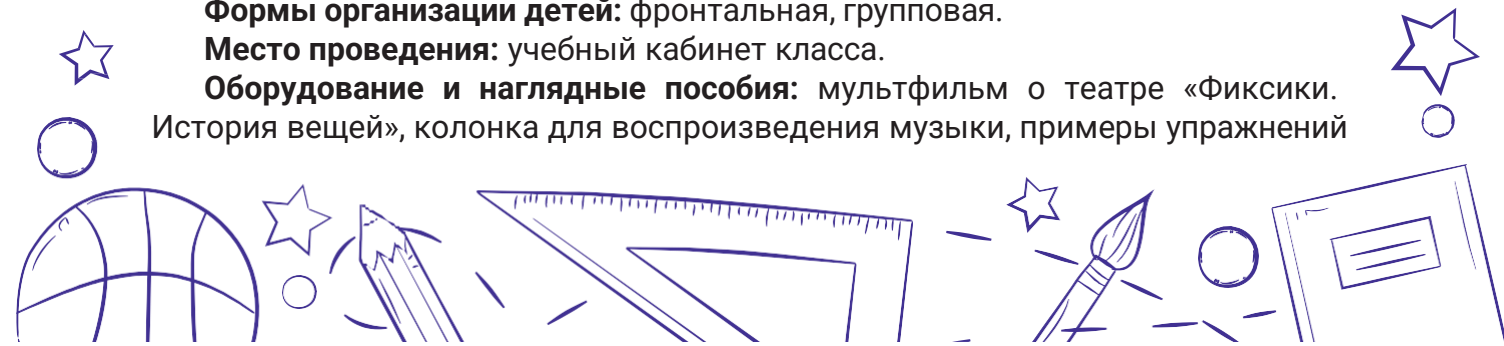 Формы организации детей: фронтальная, групповая.
Место проведения: учебный кабинет класса.
Оборудование и наглядные пособия: мультфильм о театре «Фиксики.
История вещей», колонка для воспроизведения музыки, примеры упражнений